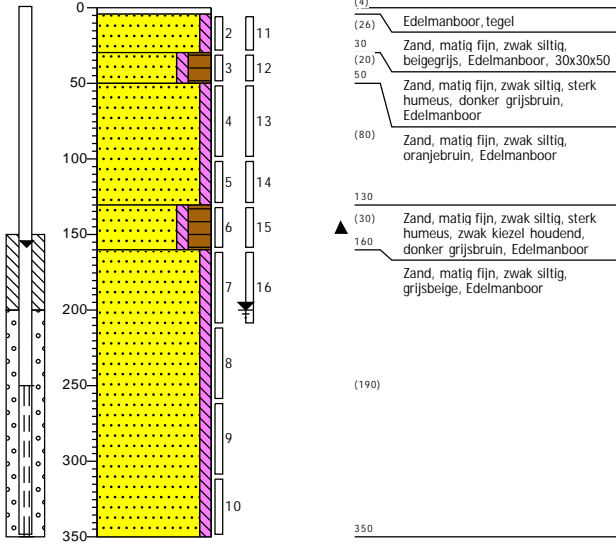 0
50
100
150
200
250
300
350
2
3
4
5
6
7
8
9
10
11
12
13
14
15
16
(4)
(26)
Edelmanboor, tegel
30
(20)
Zand, matig fijn, zwak siltig,
beigegrijs, Edelmanboor, 30x30x50
50
Zand, matig fijn, zwak siltig, sterk
humeus, donker grijsbruin,
Edelmanboor
(80)
Zand, matig fijn, zwak siltig,
oranjebruin, Edelmanboor
130
(30)
Zand, matig fijn, zwak siltig, sterk
humeus, zwak kiezel houdend,
donker grijsbruin, Edelmanboor
160
Zand, matig fijn, zwak siltig,
grijsbeige, Edelmanboor
(190)
350